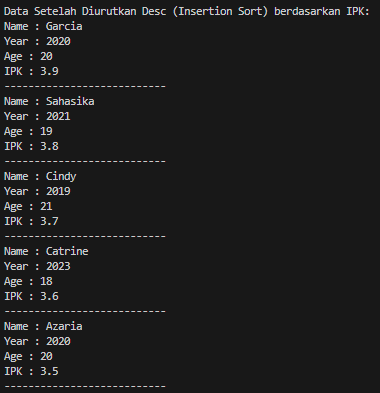 Data Setelah Diurutkan Desc (Insertion Sort) berdasarkan IPK:
Name : Garcia
Year : 2020
Age : 20
IPK : 3.9
---------------------------
Name : Sahasika
Year : 2021
Age : 19
IPK : 3.8
---------------------------
Name : Cindy
Year : 2019
Age : 21
IPK : 3.7
---------------------------
Name : Catrine
Year : 2023
Age : 18
IPK : 3.6
---------------------------
Name : Azaria
Year : 2020
Age : 20
IPK : 3.5
---------------------------